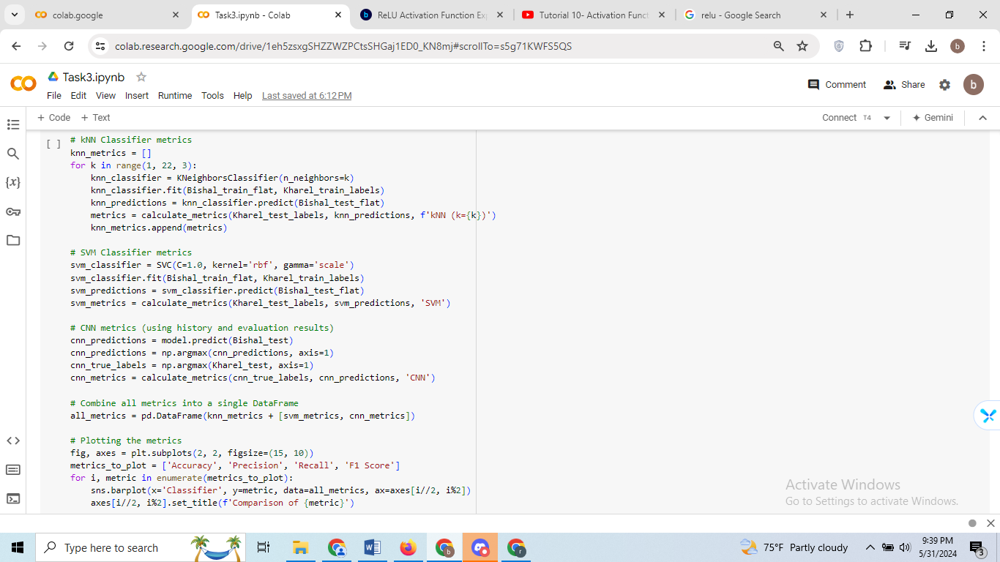 colab.google
Task3.ipynb - Colab
ReLU Activation Function Ex
Tutorial 10- Activation Funct
relu - Google Search
colab.research.google.com/drive/1eh5zsxgSHZZWZPCtsSHGaj1ED0_KN8mj#scrollTo=s5g71KWFS5QS
b
Task3.ipynb
File Edit View Insert Runtime Tools Help Last saved at 6:12 PM
Comment Share b
+ Code + Text
Connect T4 Gemini
[ ]
# kNN Classifier metrics
knn_metrics = []
for k in range(1, 22, 3):
    knn_classifier = KNeighborsClassifier(n_neighbors=k)
    knn_classifier.fit(Bishal_train_flat, Kharel_train_labels)
    knn_predictions = knn_classifier.predict(Bishal_test_flat)
    metrics = calculate_metrics(Kharel_test_labels, knn_predictions, f'kNN (k={k})')
    knn_metrics.append(metrics)
# SVM Classifier metrics
svm_classifier = SVC(C=1.0, kernel='rbf', gamma='scale')
svm_classifier.fit(Bishal_train_flat, Kharel_train_labels)
svm_predictions = svm_classifier.predict(Bishal_test_flat)
svm_metrics = calculate_metrics(Kharel_test_labels, svm_predictions, 'SVM')
# CNN metrics (using history and evaluation results)
cnn_predictions = model.predict(Bishal_test)
cnn_predictions = np.argmax(cnn_predictions, axis=1)
cnn_true_labels = np.argmax(Kharel_test, axis=1)
cnn_metrics = calculate_metrics(cnn_true_labels, cnn_predictions, 'CNN')
# Combine all metrics into a single DataFrame
all_metrics = pd.DataFrame(knn_metrics + [svm_metrics, cnn_metrics])
# Plotting the metrics
fig, axes = plt.subplots(2, 2, figsize=(15, 10))
metrics_to_plot = ['Accuracy', 'Precision', 'Recall', 'F1 Score']
for i, metric in enumerate(metrics_to_plot):
    sns.barplot(x='Classifier', y=metric, data=all_metrics, ax=axes[i//2, i%2])
    axes[i//2, i%2].set_title(f'Comparison of {metric}')
{x}
Activate Windows
Go to Settings to activate Windows.
Type here to search
75°F Partly cloudy
9:39 PM
5/31/2024
3